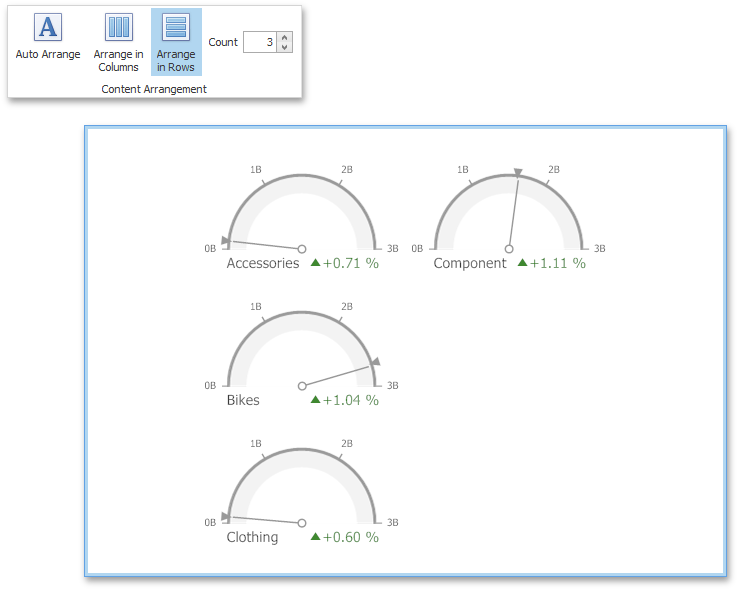 A
Auto Arrange
Arrange in
Columns
Arrange
in Rows
Count 3
Content Arrangement
1B 2B
0B 3B
Accessories +0.71 %
1B 2B
0B 3B
Component +1.11 %
1B 2B
0B 3B
Bikes +1.04 %
1B 2B
0B 3B
Clothing +0.60 %